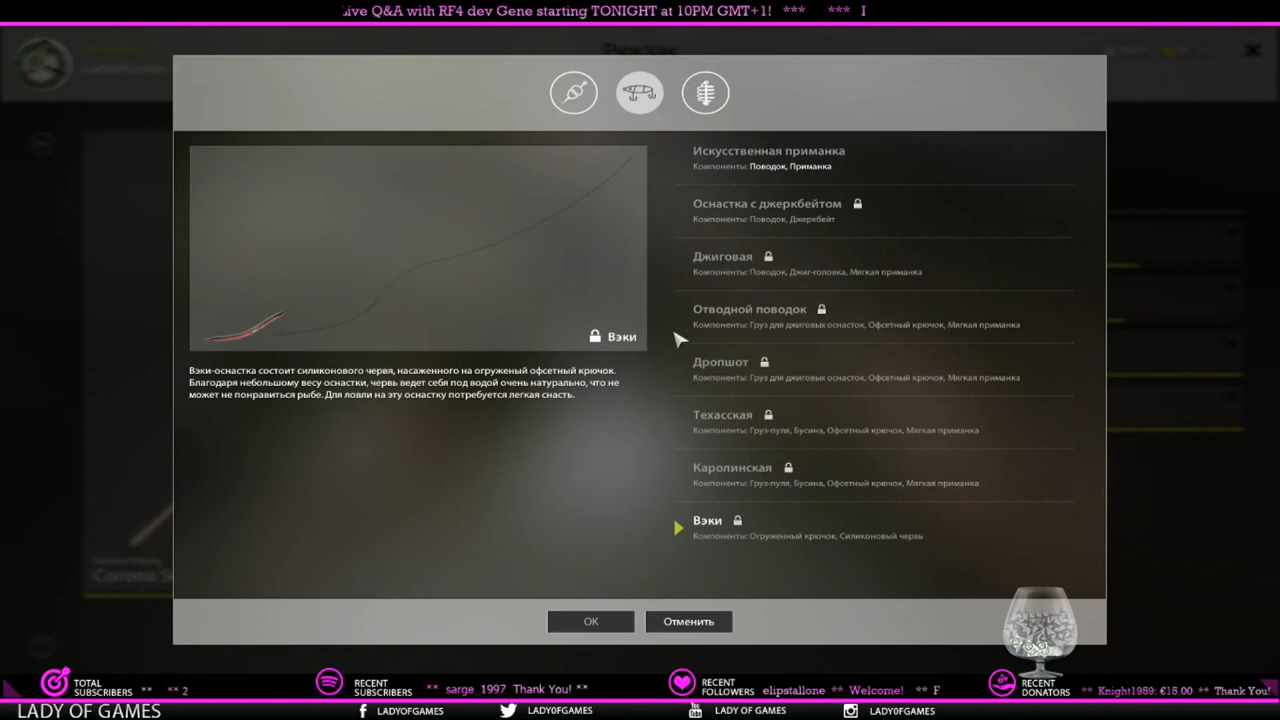 Live Q&A with RF4 dev Gene starting TONIGHT at 10PM GMT+1! *** *** I
Искусственная приманка
Компоненты: Поводок, Приманка
Оснастка с джеркбейтом
Компоненты: Поводок, Джеркбейт
Джиговая
Компоненты: Поводок, Джиг-головка, Мягкая приманка
Отводной поводок
Компоненты: Груз для джиговых оснасток, Офсетный крючок, Мягкая приманка
Вэки
Дропшот
Компоненты: Груз для джиговых оснасток, Офсетный крючок, Мягкая приманка
Вэки-оснастка состоит силиконового червя, насаженного на огруженый офсетный крючок.
Благодаря небольшому весу оснастки, червь ведет себя под водой очень натурально, что не
может не понравиться рыбе. Для ловли на эту оснастку потребуется легкая снасть.
Техасская
Компоненты: Груз-пуля, Бусина, Офсетный крючок, Мягкая приманка
Каролинская
Компоненты: Груз-пуля, Бусина, Офсетный крючок, Мягкая приманка
Вэки
Компоненты: Огруженный крючок, Силиконовый червь
OK
Отменить
TOTAL
SUBSCRIBERS
** ** 2
RECENT
SUBSCRIBERS
** sarge_1997 Thank You! **
RECENT
FOLLOWERS
elipstallone ** Welcome! ** F
RECENT
DONATORS
** Knight1959: €15.00 ** Thank You!
LADY OF GAMES
LADYOFGAMES
LADY0FGAMES
LADY OF GAMES
LADY0FGAMES